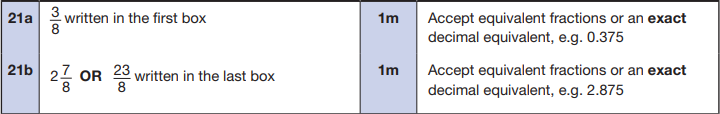 21a 3/8 written in the first box 1m Accept equivalent fractions or an exact
decimal equivalent, e.g. 0.375
21b 2 7/8 OR 23/8 written in the last box 1m Accept equivalent fractions or an exact
decimal equivalent, e.g. 2.875